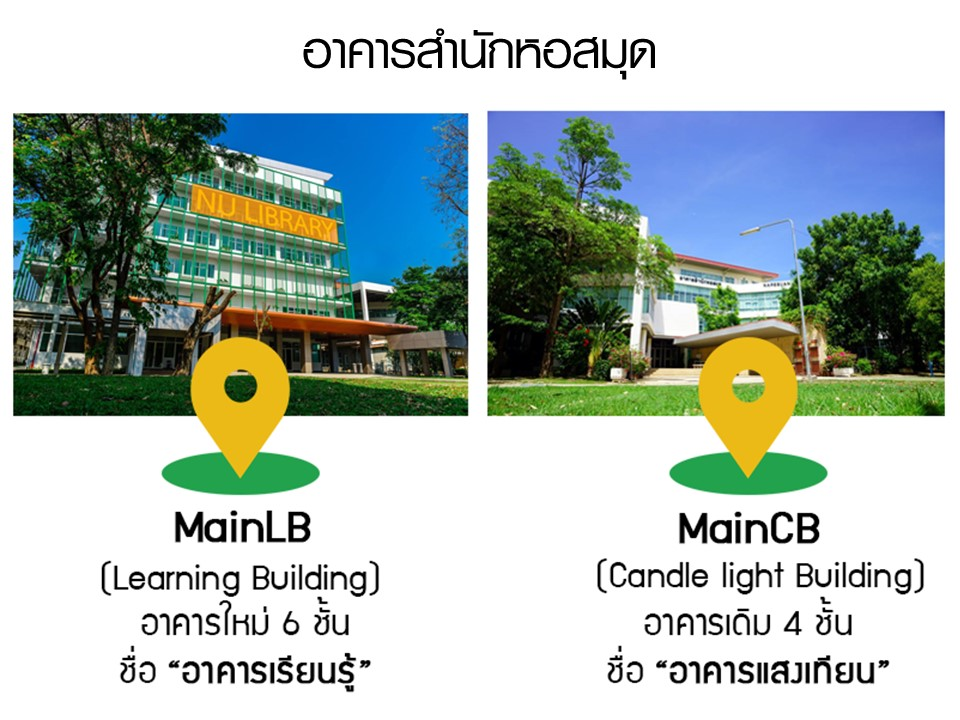 อาคารสำนักหอสมุด
NU LIBRARY
MainLB
(Learning Building)
อาคารใหม่ 6 ชั้น
ชื่อ “อาคารเรียนรู้”
MainCB
(Candle light Building)
อาคารเดิม 4 ชั้น
ชื่อ “อาคารแสงเทียน”